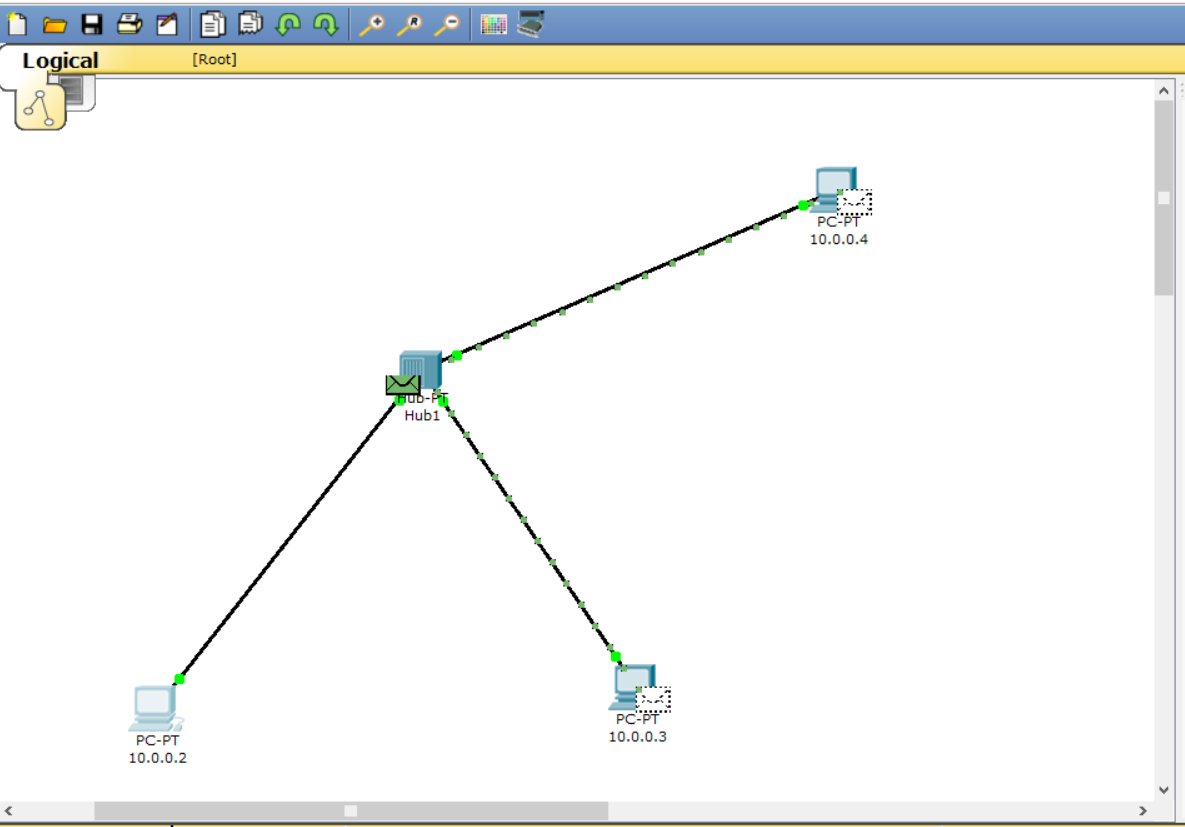 Logical
[Root]
PC-PT
10.0.0.4
Hub-PT
Hub1
PC-PT
10.0.0.3
PC-PT
10.0.0.2